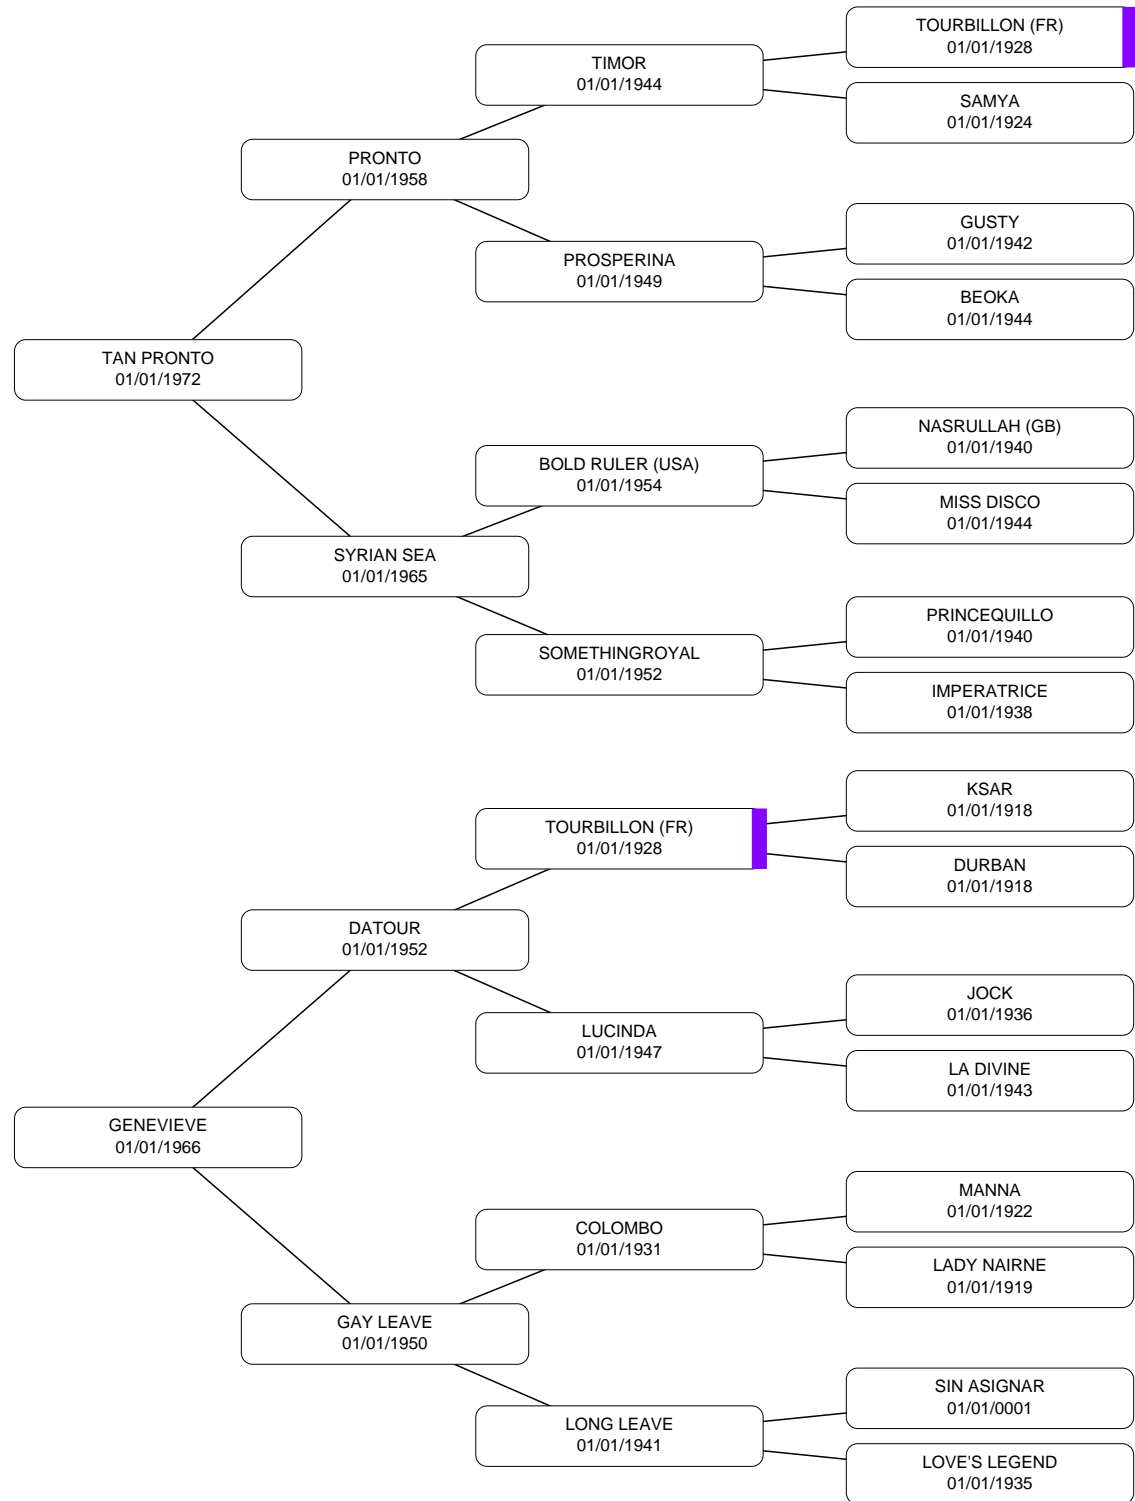 TOURBILLON (FR)
01/01/1928
TIMOR
01/01/1944
SAMYA
01/01/1924
PRONTO
01/01/1958
GUSTY
01/01/1942
PROSPERINA
01/01/1949
BEOKA
01/01/1944
TAN PRONTO
01/01/1972
NASRULLAH (GB)
01/01/1940
BOLD RULER (USA)
01/01/1954
MISS DISCO
01/01/1944
SYRIAN SEA
01/01/1965
PRINCEQUILLO
01/01/1940
SOMETHINGROYAL
01/01/1952
IMPERATRICE
01/01/1938
KSAR
01/01/1918
TOURBILLON (FR)
01/01/1928
DURBAN
01/01/1918
DATOUR
01/01/1952
JOCK
01/01/1936
LUCINDA
01/01/1947
LA DIVINE
01/01/1943
GENEVIEVE
01/01/1966
MANNA
01/01/1922
COLOMBO
01/01/1931
LADY NAIRNE
01/01/1919
GAY LEAVE
01/01/1950
SIN ASIGNAR
01/01/0001
LONG LEAVE
01/01/1941
LOVE'S LEGEND
01/01/1935